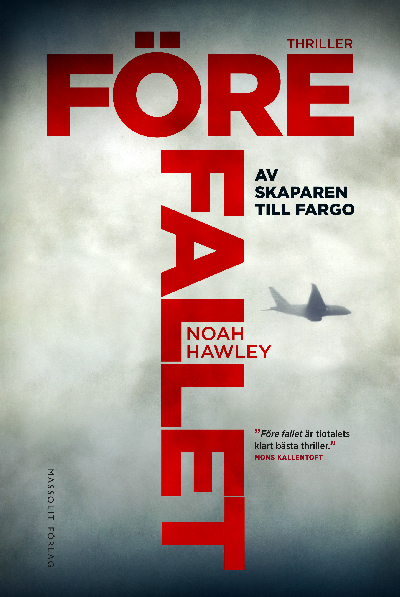 THRILLER
FÖRE
FALLET
AV
SKAPAREN
TILL FARGO
NOAH
HAWLEY
”Före fallet är tiotalets
klart bästa thriller.”
MONS KALLENTOFT
MASSOLIT FÖRLAG